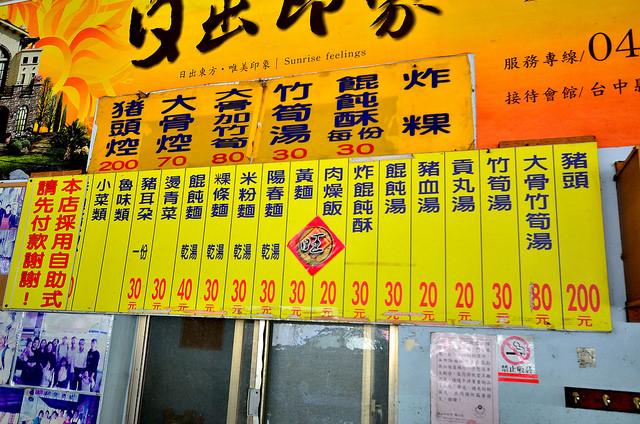 日出印象
日出東方・唯美印象 | Sunrise feelings
服務專線/04
接待會館/台中
炸粿
餛飩酥 每份 30
竹筍湯 30
大骨加竹筍 80
大骨焢 70
猪頭焢 200
豬頭 200元
大骨竹筍湯 80元
竹筍湯 30元
貢丸湯 20元
豬血湯 20元
餛飩湯 30元
炸餛飩酥 30元
肉燥飯 20元
黃麵 30元
旺
陽春麵 乾湯 30元
米粉麵 乾湯 30元
粿條麵 乾湯 30元
餛飩麵 乾湯 40元
燙青菜 30元
豬耳朵 一份 30元
魯味類
小菜類
本店採用自助式
請先付款謝謝！
禁止吸菸